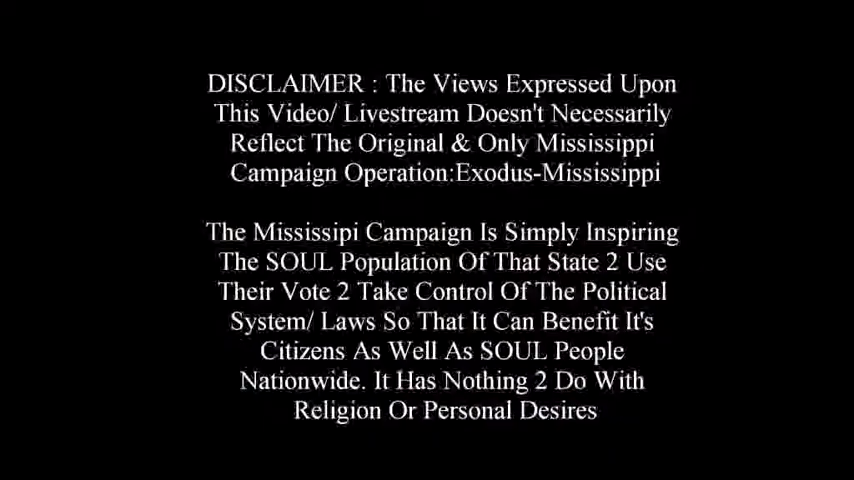 DISCLAIMER : The Views Expressed Upon
This Video/ Livestream Doesn't Necessarily
Reflect The Original & Only Mississippi
Campaign Operation:Exodus-Mississippi
The Mississipi Campaign Is Simply Inspiring
The SOUL Population Of That State 2 Use
Their Vote 2 Take Control Of The Political
System/ Laws So That It Can Benefit It's
Citizens As Well As SOUL People
Nationwide. It Has Nothing 2 Do With
Religion Or Personal Desires